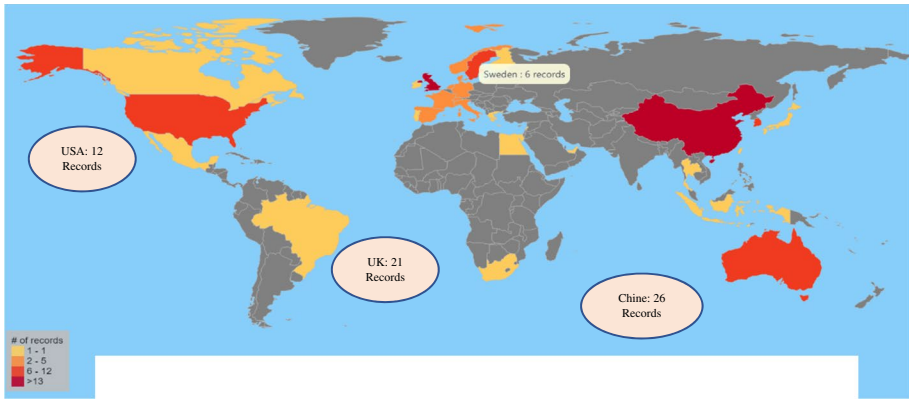 Sweden : 6 records
USA: 12
Records
UK: 21
Records
Chine: 26
Records
# of records
1 - 1
2 - 5
6 - 12
>13